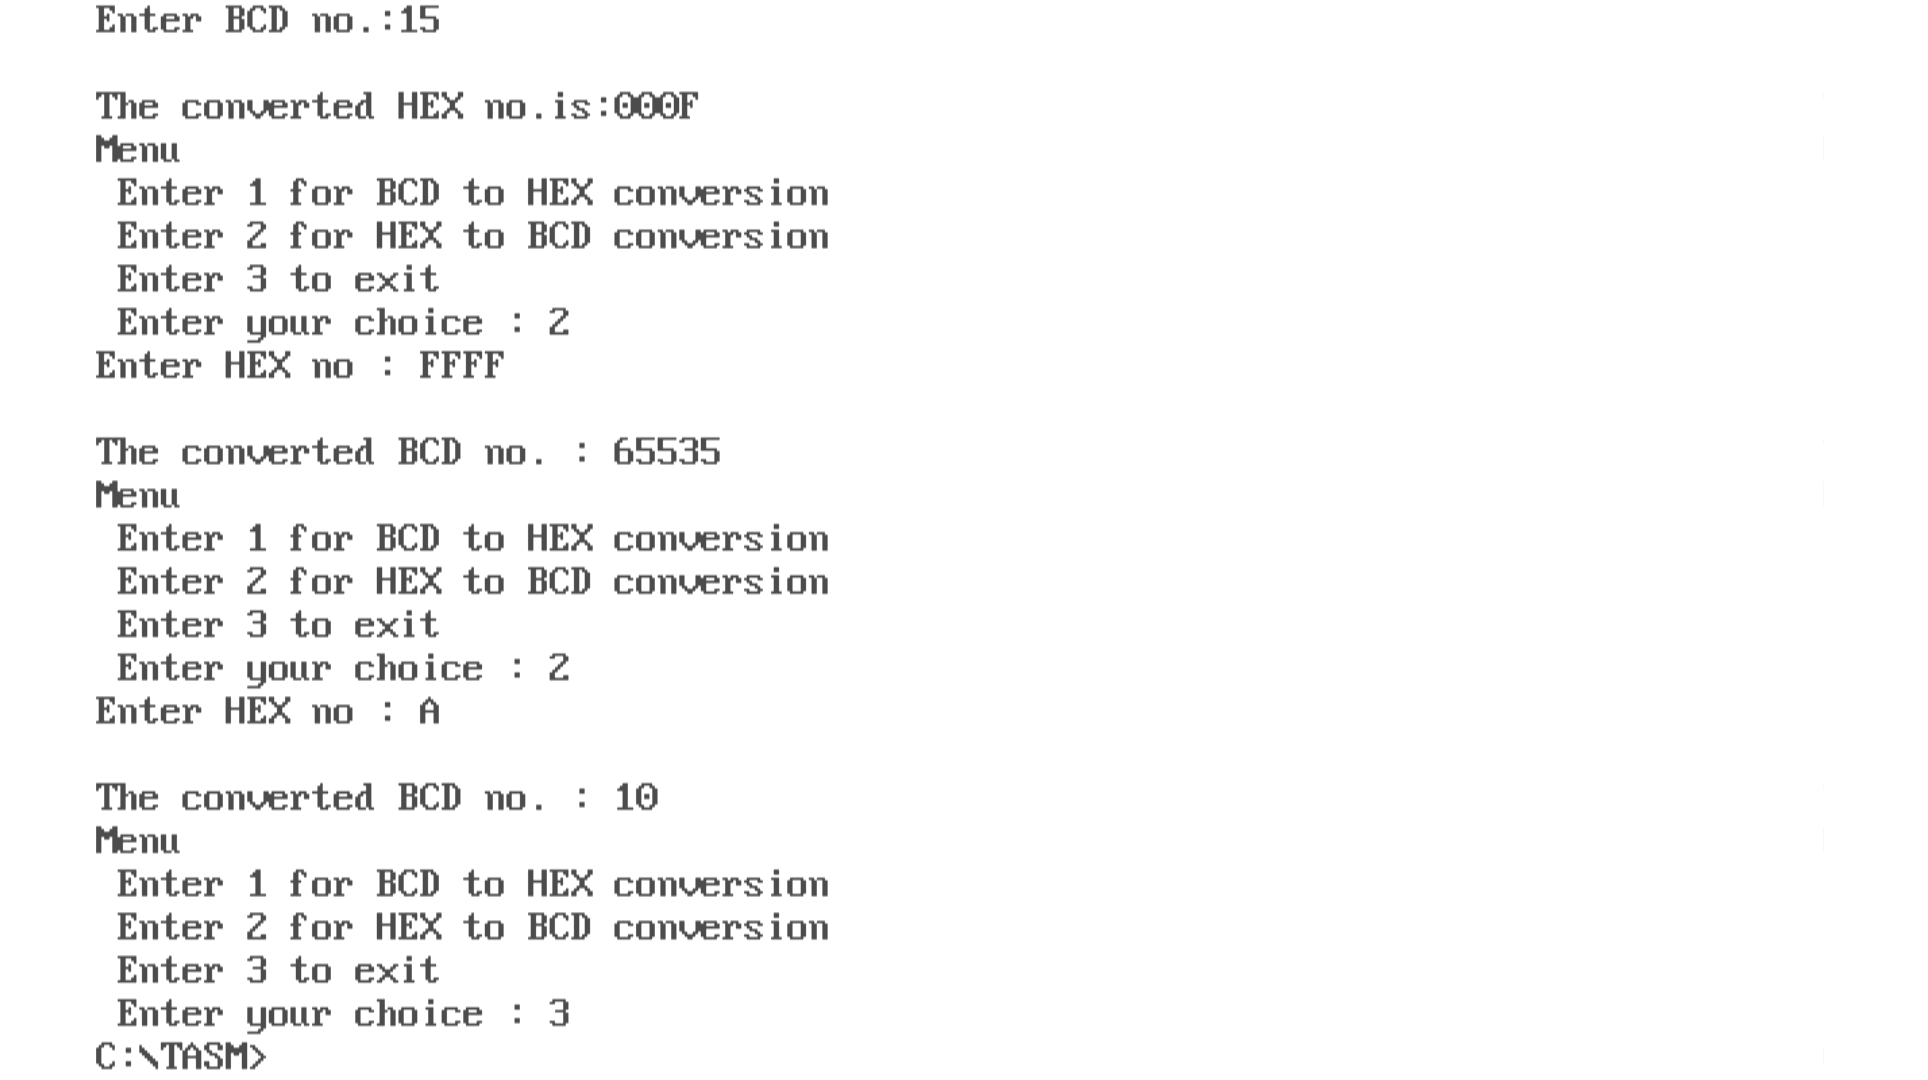 Enter BCD no.:15
The converted HEX no.is:000F
Menu
Enter 1 for BCD to HEX conversion
Enter 2 for HEX to BCD conversion
Enter 3 to exit
Enter your choice : 2
Enter HEX no : FFFF
The converted BCD no. : 65535
Menu
Enter 1 for BCD to HEX conversion
Enter 2 for HEX to BCD conversion
Enter 3 to exit
Enter your choice : 2
Enter HEX no : A
The converted BCD no. : 10
Menu
Enter 1 for BCD to HEX conversion
Enter 2 for HEX to BCD conversion
Enter 3 to exit
Enter your choice : 3
C:\TASM>